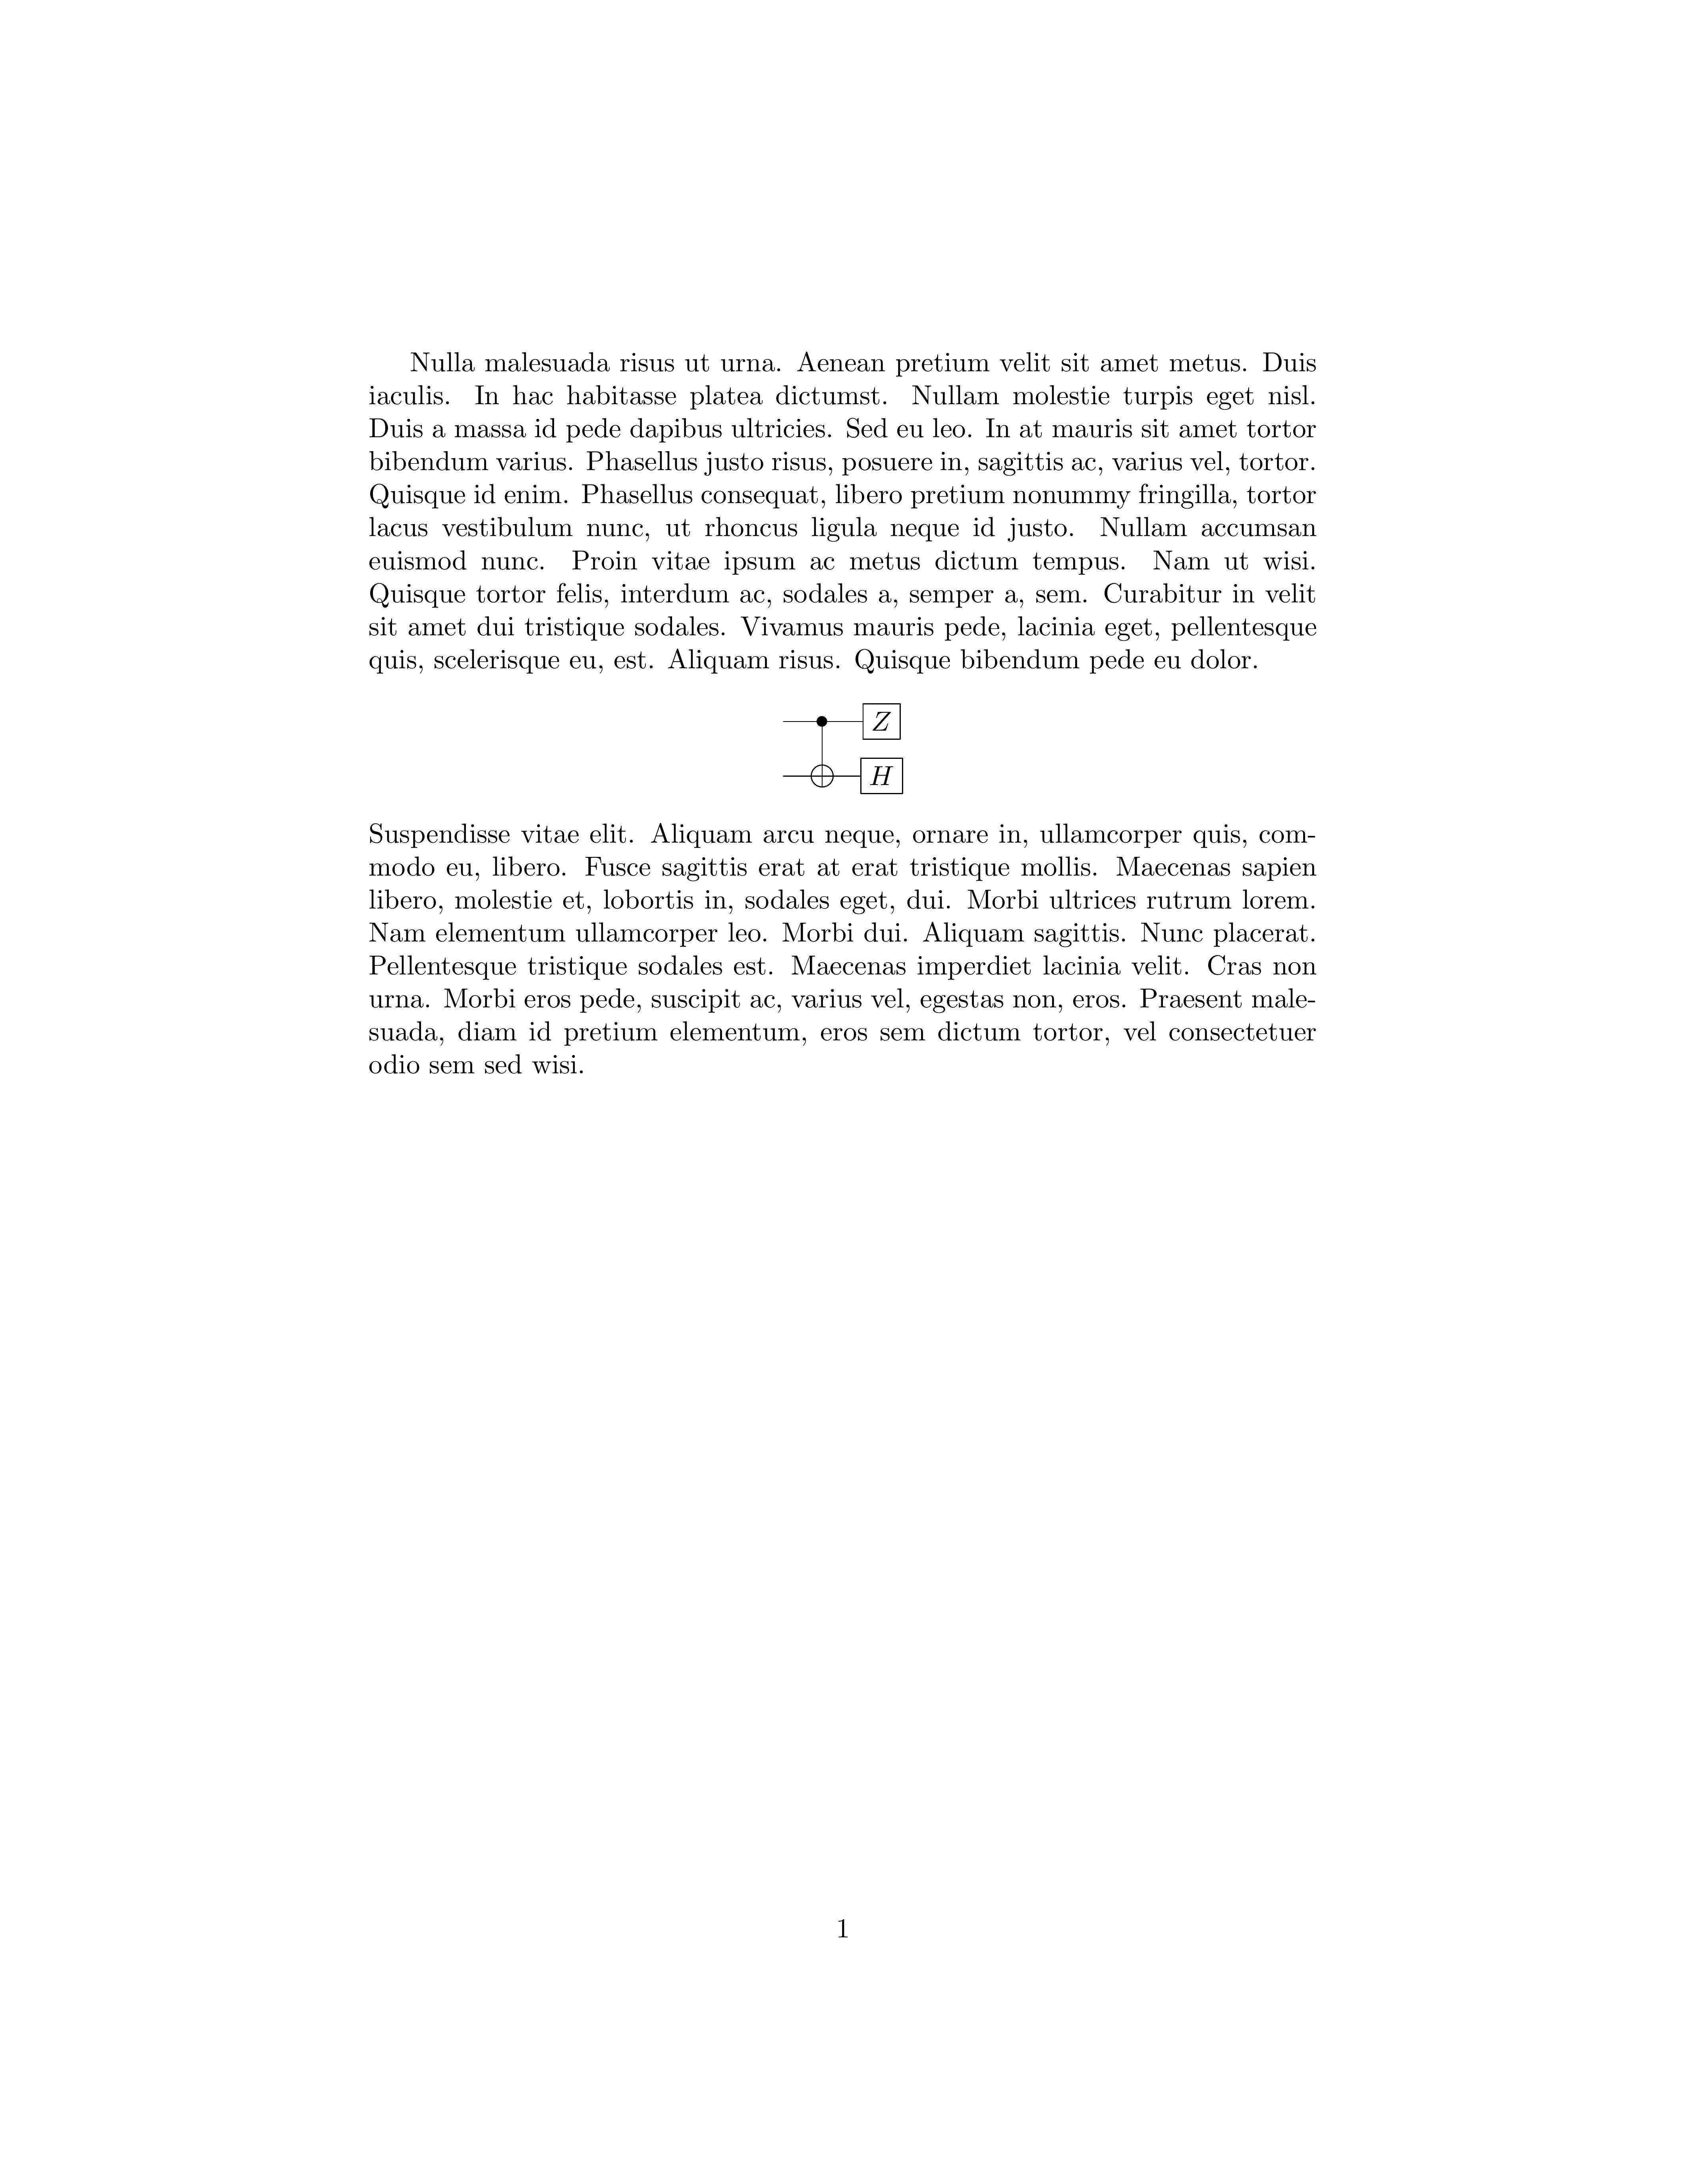 Nulla malesuada risus ut urna. Aenean pretium velit sit amet metus. Duis
iaculis. In hac habitasse platea dictumst. Nullam molestie turpis eget nisl.
Duis a massa id pede dapibus ultricies. Sed eu leo. In at mauris sit amet tortor
bibendum varius. Phasellus justo risus, posuere in, sagittis ac, varius vel, tortor.
Quisque id enim. Phasellus consequat, libero pretium nonummy fringilla, tortor
lacus vestibulum nunc, ut rhoncus ligula neque id justo. Nullam accumsan
euismod nunc. Proin vitae ipsum ac metus dictum tempus. Nam ut wisi.
Quisque tortor felis, interdum ac, sodales a, semper a, sem. Curabitur in velit
sit amet dui tristique sodales. Vivamus mauris pede, lacinia eget, pellentesque
quis, scelerisque eu, est. Aliquam risus. Quisque bibendum pede eu dolor.
Z
H
Suspendisse vitae elit. Aliquam arcu neque, ornare in, ullamcorper quis, com-
modo eu, libero. Fusce sagittis erat at erat tristique mollis. Maecenas sapien
libero, molestie et, lobortis in, sodales eget, dui. Morbi ultrices rutrum lorem.
Nam elementum ullamcorper leo. Morbi dui. Aliquam sagittis. Nunc placerat.
Pellentesque tristique sodales est. Maecenas imperdiet lacinia velit. Cras non
urna. Morbi eros pede, suscipit ac, varius vel, egestas non, eros. Praesent male-
suada, diam id pretium elementum, eros sem dictum tortor, vel consectetuer
odio sem sed wisi.
1